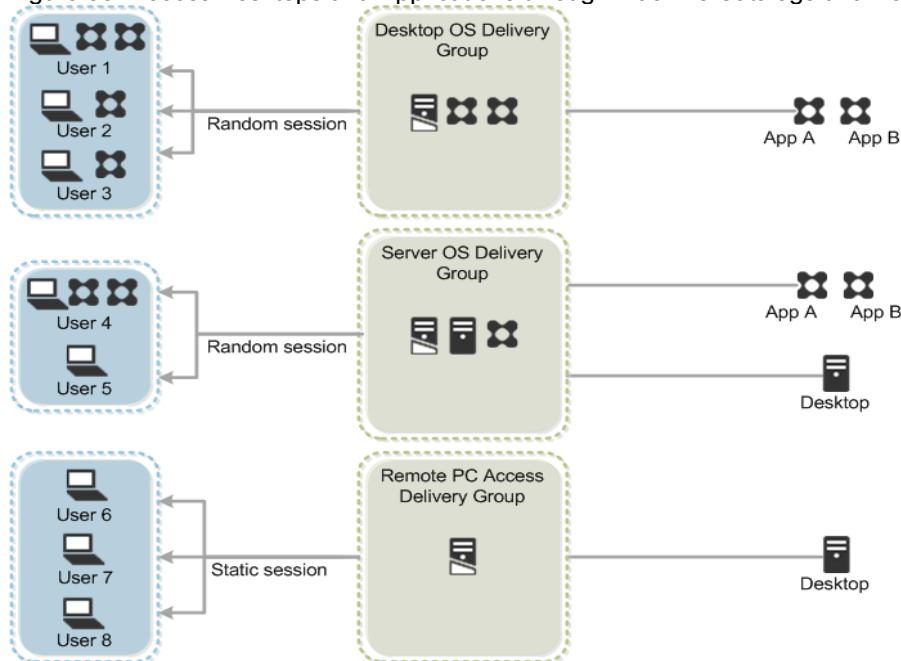 User 1
User 2
User 3
Random session
Desktop OS Delivery
Group
App A
App B
User 4
User 5
Random session
Server OS Delivery
Group
App A
App B
Desktop
User 6
User 7
User 8
Static session
Remote PC Access
Delivery Group
Desktop